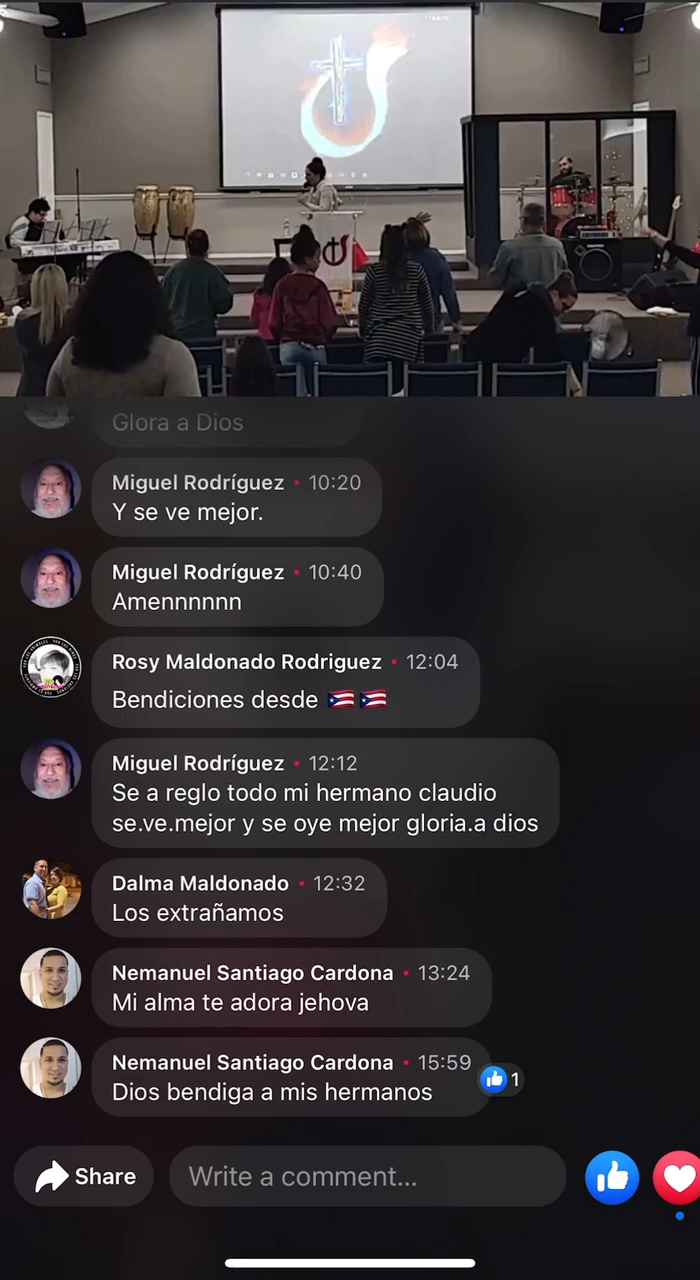 Glora a Dios
Miguel Rodríguez • 10:20
Y se ve mejor.
Miguel Rodríguez • 10:40
Amennnnnn
Rosy Maldonado Rodriguez • 12:04
Bendiciones desde 🇵🇷🇵🇷
Miguel Rodríguez • 12:12
Se a reglo todo mi hermano claudio
se.ve.mejor y se oye mejor gloria.a dios
Dalma Maldonado • 12:32
Los extrañamos
Nemanuel Santiago Cardona • 13:24
Mi alma te adora jehova
Nemanuel Santiago Cardona • 15:59
Dios bendiga a mis hermanos
1
Share
Write a comment...